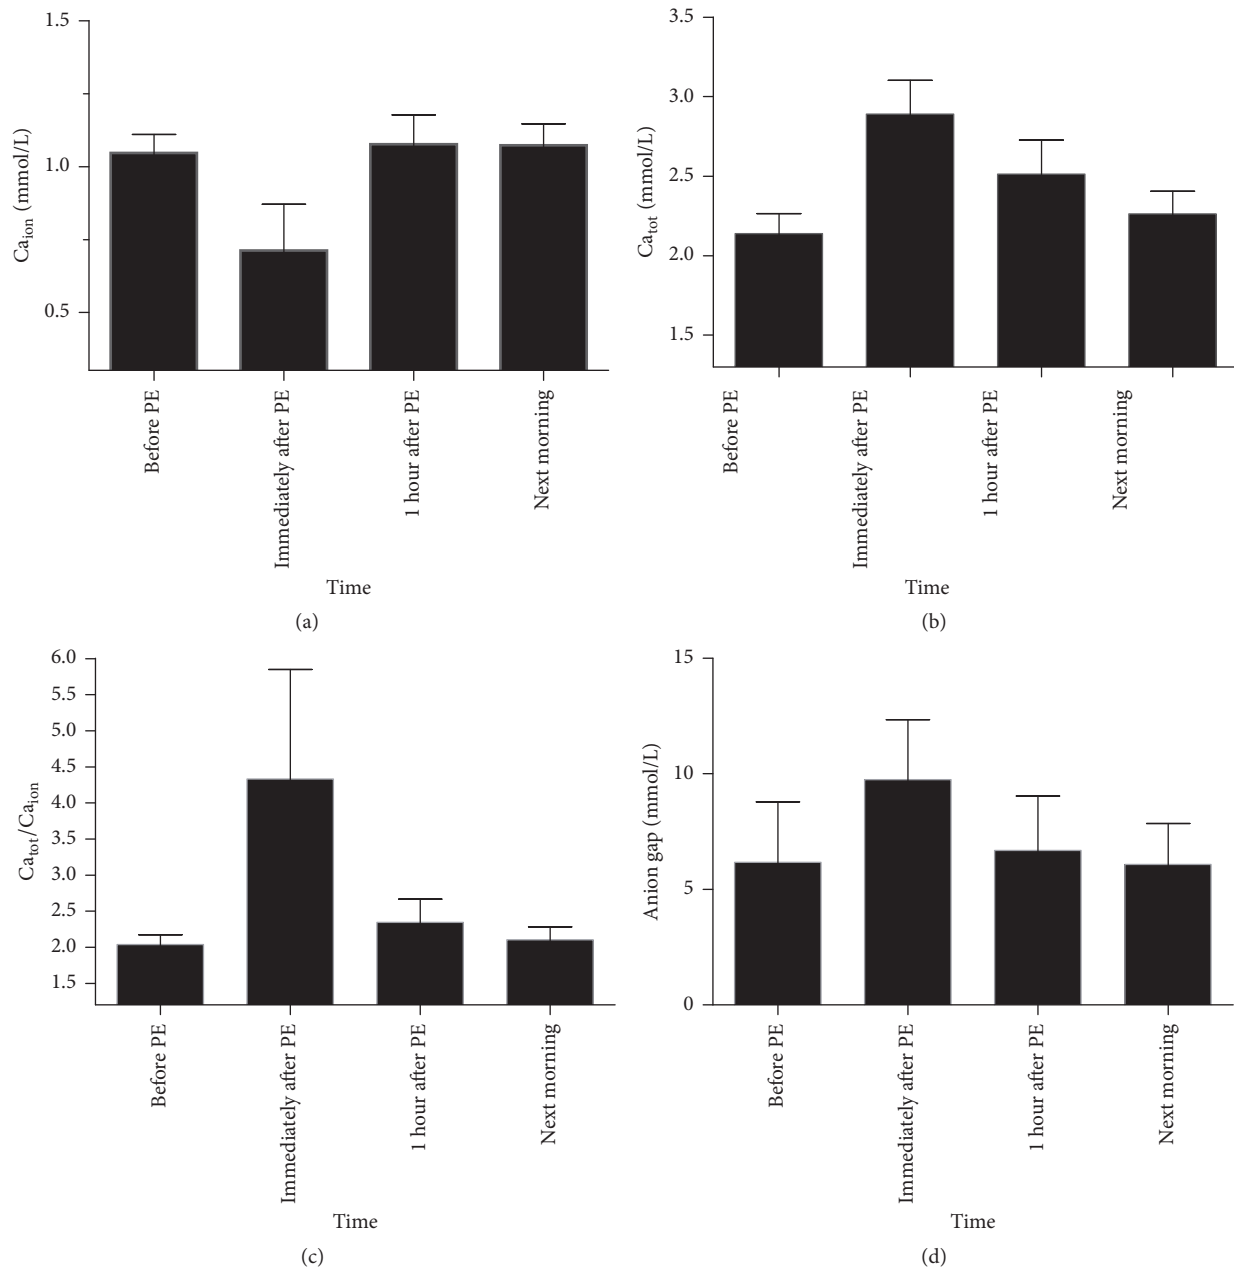 1.5
1.0
0.5
Ca_ion (mmol/L)
Before PE
Immediately after PE
1 hour after PE
Next morning
Time
(a)
3.5
3.0
2.5
2.0
1.5
Ca_tot (mmol/L)
Before PE
Immediately after PE
1 hour after PE
Next morning
Time
(b)
6.0
5.5
5.0
4.5
4.0
3.5
3.0
2.5
2.0
1.5
Ca_tot/Ca_ion
Before PE
Immediately after PE
1 hour after PE
Next morning
Time
(c)
15
10
5
0
Anion gap (mmol/L)
Before PE
Immediately after PE
1 hour after PE
Next morning
Time
(d)